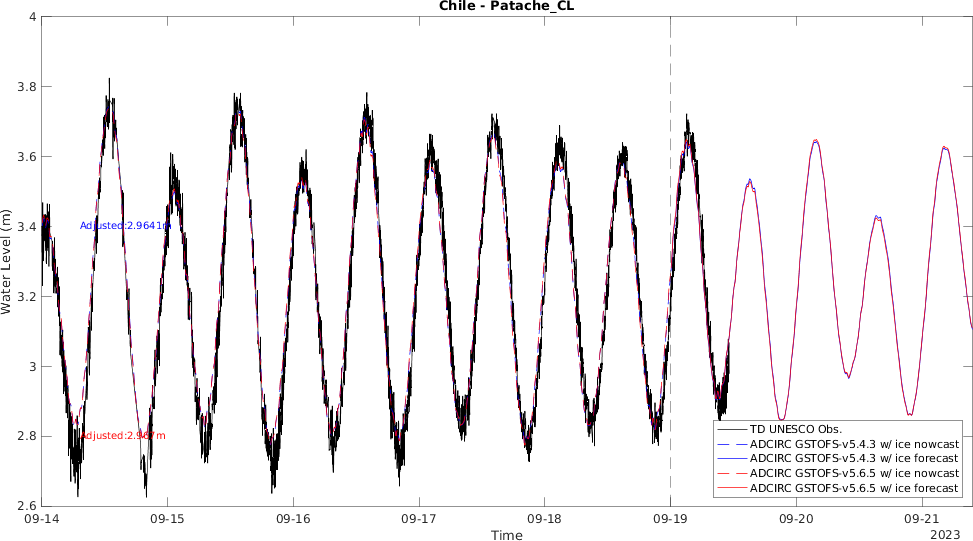 Chile - Patache_CL
4
3.8
3.6
3.4
3.2
3
2.8
2.6
Water Level (m)
Adjusted:2.9641m
Adjusted:2.967m
TD UNESCO Obs.
ADCIRC GSTOFS-v5.4.3 w/ ice nowcast
ADCIRC GSTOFS-v5.4.3 w/ ice forecast
ADCIRC GSTOFS-v5.6.5 w/ ice nowcast
ADCIRC GSTOFS-v5.6.5 w/ ice forecast
09-14 09-15 09-16 09-17 09-18 09-19 09-20 09-21
Time
2023